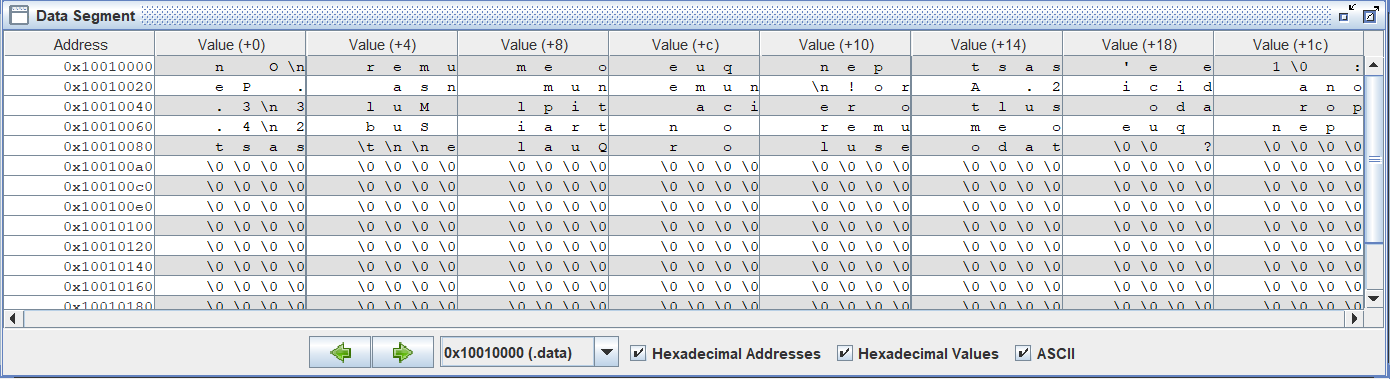 Data Segment
Address Value (+0) Value (+4) Value (+8) Value (+c) Value (+10) Value (+14) Value (+18) Value (+1c)
0x10010000 n O \n r e m u m e o e u q n e p t s a s ' e e 1 \0 :
0x10010020 e P . a s n m u n e m u n \n ! o r A . 2 i c i d a n o
0x10010040 . 3 \n 3 l u M l p i t a c i e r o t l u s o d a r o p
0x10010060 . 4 \n 2 b u S i a r t n o r e m u m e o e u q n e p
0x10010080 t s a s \t \n \n e l a u Q r o l u s e o d a t \0 \0 ? \0 \0 \0 \0
0x100100a0 \0 \0 \0 \0 \0 \0 \0 \0 \0 \0 \0 \0 \0 \0 \0 \0 \0 \0 \0 \0 \0 \0 \0 \0 \0 \0 \0 \0 \0 \0 \0 \0
0x100100c0 \0 \0 \0 \0 \0 \0 \0 \0 \0 \0 \0 \0 \0 \0 \0 \0 \0 \0 \0 \0 \0 \0 \0 \0 \0 \0 \0 \0 \0 \0 \0 \0
0x100100e0 \0 \0 \0 \0 \0 \0 \0 \0 \0 \0 \0 \0 \0 \0 \0 \0 \0 \0 \0 \0 \0 \0 \0 \0 \0 \0 \0 \0 \0 \0 \0 \0
0x10010100 \0 \0 \0 \0 \0 \0 \0 \0 \0 \0 \0 \0 \0 \0 \0 \0 \0 \0 \0 \0 \0 \0 \0 \0 \0 \0 \0 \0 \0 \0 \0 \0
0x10010120 \0 \0 \0 \0 \0 \0 \0 \0 \0 \0 \0 \0 \0 \0 \0 \0 \0 \0 \0 \0 \0 \0 \0 \0 \0 \0 \0 \0 \0 \0 \0 \0
0x10010140 \0 \0 \0 \0 \0 \0 \0 \0 \0 \0 \0 \0 \0 \0 \0 \0 \0 \0 \0 \0 \0 \0 \0 \0 \0 \0 \0 \0 \0 \0 \0 \0
0x10010160 \0 \0 \0 \0 \0 \0 \0 \0 \0 \0 \0 \0 \0 \0 \0 \0 \0 \0 \0 \0 \0 \0 \0 \0 \0 \0 \0 \0 \0 \0 \0 \0
0x10010180 \0 \0 \0 \0 \0 \0 \0 \0 \0 \0 \0 \0 \0 \0 \0 \0 \0 \0 \0 \0 \0 \0 \0 \0 \0 \0 \0 \0 \0 \0 \0 \0
0x10010000 (.data) Hexadecimal Addresses Hexadecimal Values ASCII